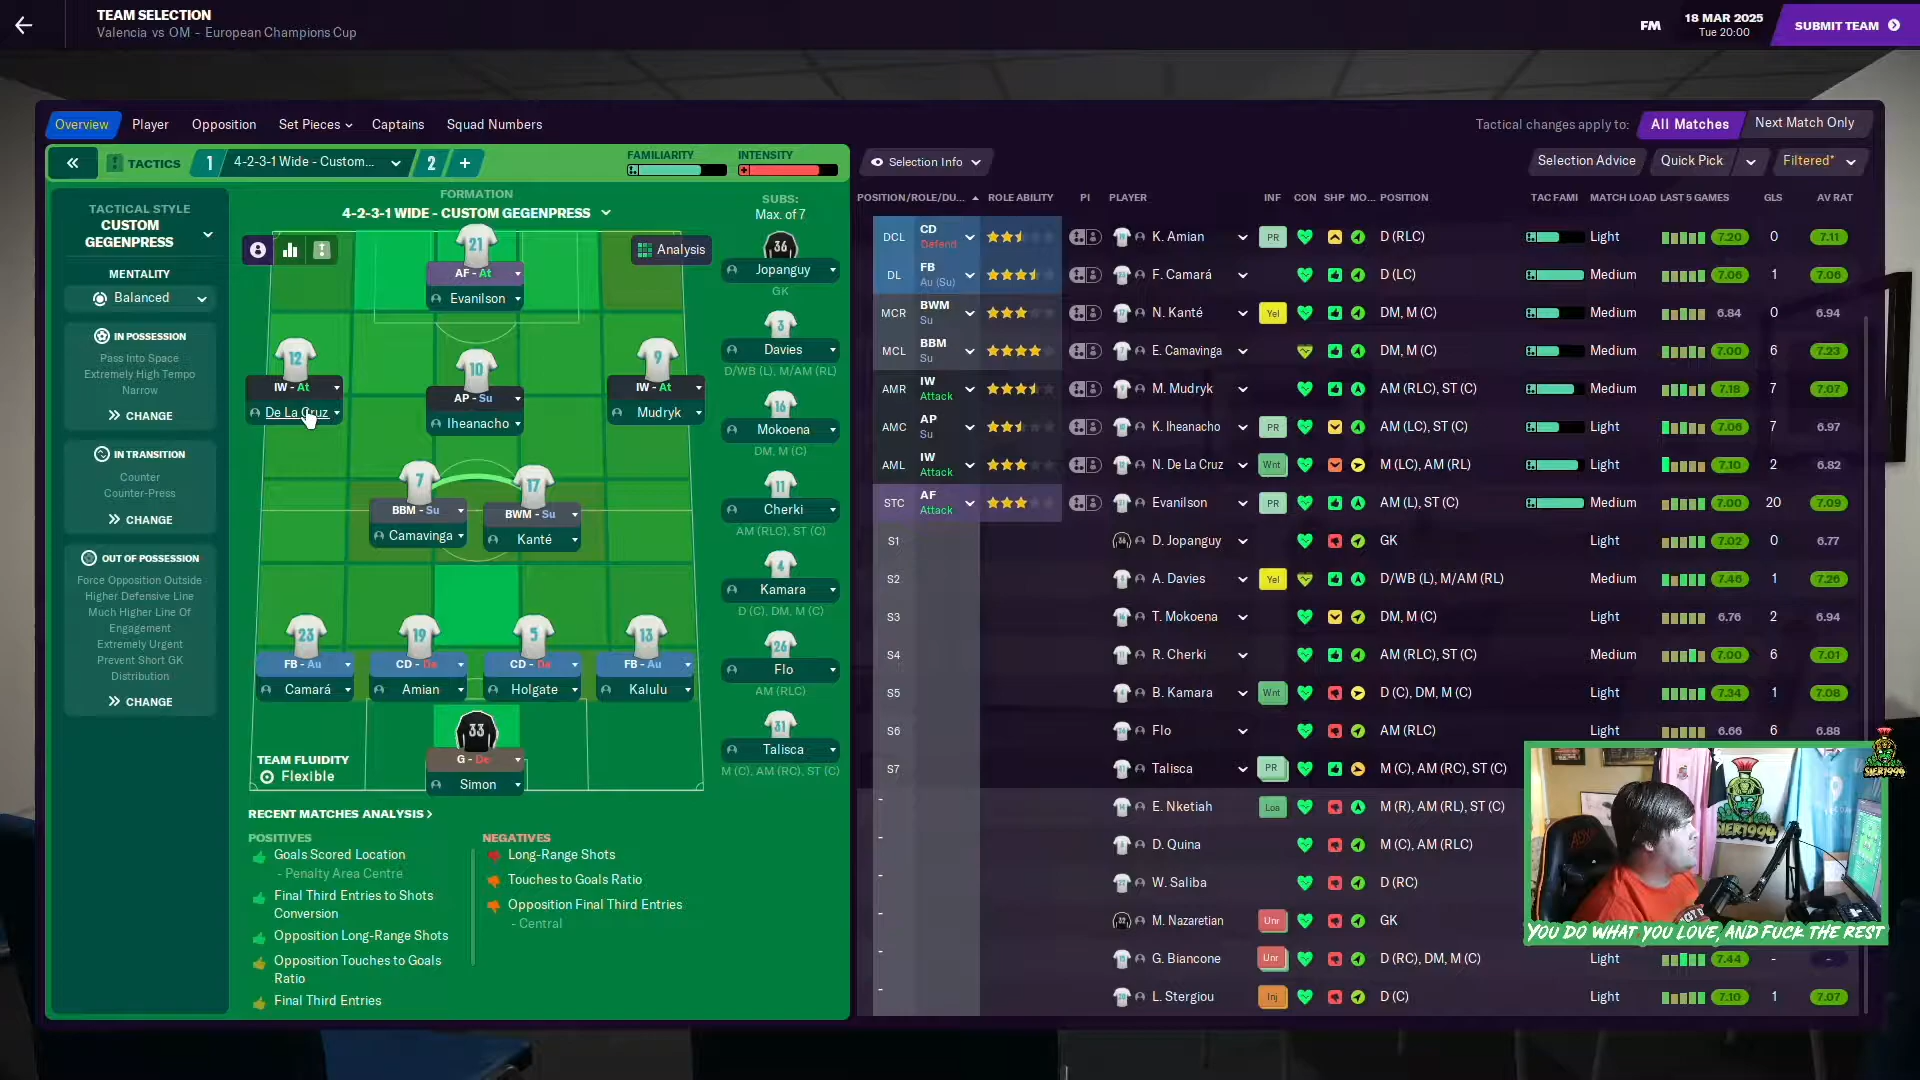 TEAM SELECTION
Valencia vs OM - European Champions Cup
FM
18 MAR 2025
Tue 20:00
SUBMIT TEAM
Overview
Player
Opposition
Set Pieces
Captains
Squad Numbers
Tactical changes apply to:
All Matches
Next Match Only
TACTICS
1
4-2-3-1 Wide - Custom...
2
+
FAMILIARITY
INTENSITY
Selection Info
Selection Advice
Quick Pick
Filtered*
TACTICAL STYLE
CUSTOM
GEGENPRESS
MENTALITY
Balanced
IN POSSESSION
Pass Into Space
Extremely High Tempo
Narrow
CHANGE
IN TRANSITION
Counter
Counter-Press
CHANGE
OUT OF POSSESSION
Force Opposition Outside
Higher Defensive Line
Much Higher Line Of
Engagement
Extremely Urgent
Prevent Short GK
Distribution
CHANGE
FORMATION
4-2-3-1 WIDE - CUSTOM GEGENPRESS
Analysis
21
AF - At
Evanilson
12
IW - At
De La Cruz
10
AP - Su
Iheanacho
9
IW - At
Mudryk
7
BBM - Su
Camavinga
17
BWM - Su
Kanté
23
FB - Au
Camará
19
CD - De
Amian
5
CD - De
Holgate
13
FB - Au
Kalulu
33
G - De
Simon
TEAM FLUIDITY
Flexible
SUBS:
Max. of 7
36
Jopanguy
GK
3
Davies
D/WB (L), M/AM (RL)
16
Mokoena
DM, M (C)
11
Cherki
AM (RLC), ST (C)
4
Kamara
D (C), DM, M (C)
26
Flo
AM (RLC)
31
Talisca
M (C), AM (RC), ST (C)
RECENT MATCHES ANALYSIS >
POSITIVES
Goals Scored Location
- Penalty Area Centre
Final Third Entries to Shots
Conversion
Opposition Long-Range Shots
Opposition Touches to Goals
Ratio
Final Third Entries
NEGATIVES
Long-Range Shots
Touches to Goals Ratio
Opposition Final Third Entries
- Central
POSITION/ROLE/DU... ROLE ABILITY PI PLAYER INF CON SHP MO... POSITION TAC FAMI MATCH LOAD LAST 5 GAMES GLS AV RAT
DCL CD Defend K. Amian PR D (RLC) Light 7.20 0 7.11
DL FB Au (Su) F. Camará D (LC) Medium 7.06 1 7.06
MCR BWM Su N. Kanté Yel DM, M (C) Medium 6.84 0 6.94
MCL BBM Su E. Camavinga DM, M (C) Medium 7.00 6 7.23
AMR IW Attack M. Mudryk AM (RLC), ST (C) Medium 7.18 7 7.07
AMC AP Su K. Iheanacho PR AM (LC), ST (C) Light 7.06 7 6.97
AML IW Attack N. De La Cruz Wnt M (LC), AM (RL) Light 7.10 2 6.82
STC AF Attack Evanilson PR AM (L), ST (C) Medium 7.00 20 7.09
S1 D. Jopanguy GK Light 7.02 0 6.77
S2 A. Davies Yel D/WB (L), M/AM (RL) Medium 7.46 1 7.26
S3 T. Mokoena DM, M (C) Light 6.76 2 6.94
S4 R. Cherki AM (RLC), ST (C) Medium 7.00 6 7.01
S5 B. Kamara Wnt D (C), DM, M (C) Light 7.34 1 7.08
S6 Flo AM (RLC) Light 6.66 6 6.88
S7 Talisca PR M (C), AM (RC), ST (C)
- E. Nketiah Loa M (R), AM (RL), ST (C)
- D. Quina M (C), AM (RLC)
- W. Saliba D (RC)
- M. Nazaretian Unr GK
- G. Biancone Unr D (RC), DM, M (C) Light 7.44 - -
- L. Stergiou Inj D (C) Light 7.10 1 7.07
SIER1994
SIER1994
YOU DO WHAT YOU LOVE, AND FUCK THE REST